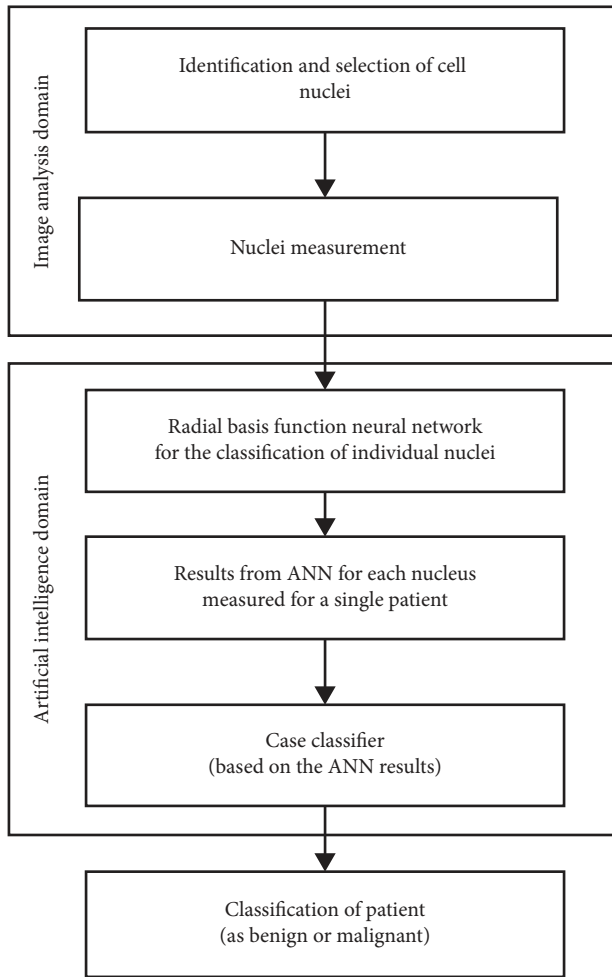 Image analysis domain
Identification and selection of cell
nuclei
Nuclei measurement
Artificial intelligence domain
Radial basis function neural network
for the classification of individual nuclei
Results from ANN for each nucleus
measured for a single patient
Case classifier
(based on the ANN results)
Classification of patient
(as benign or malignant)